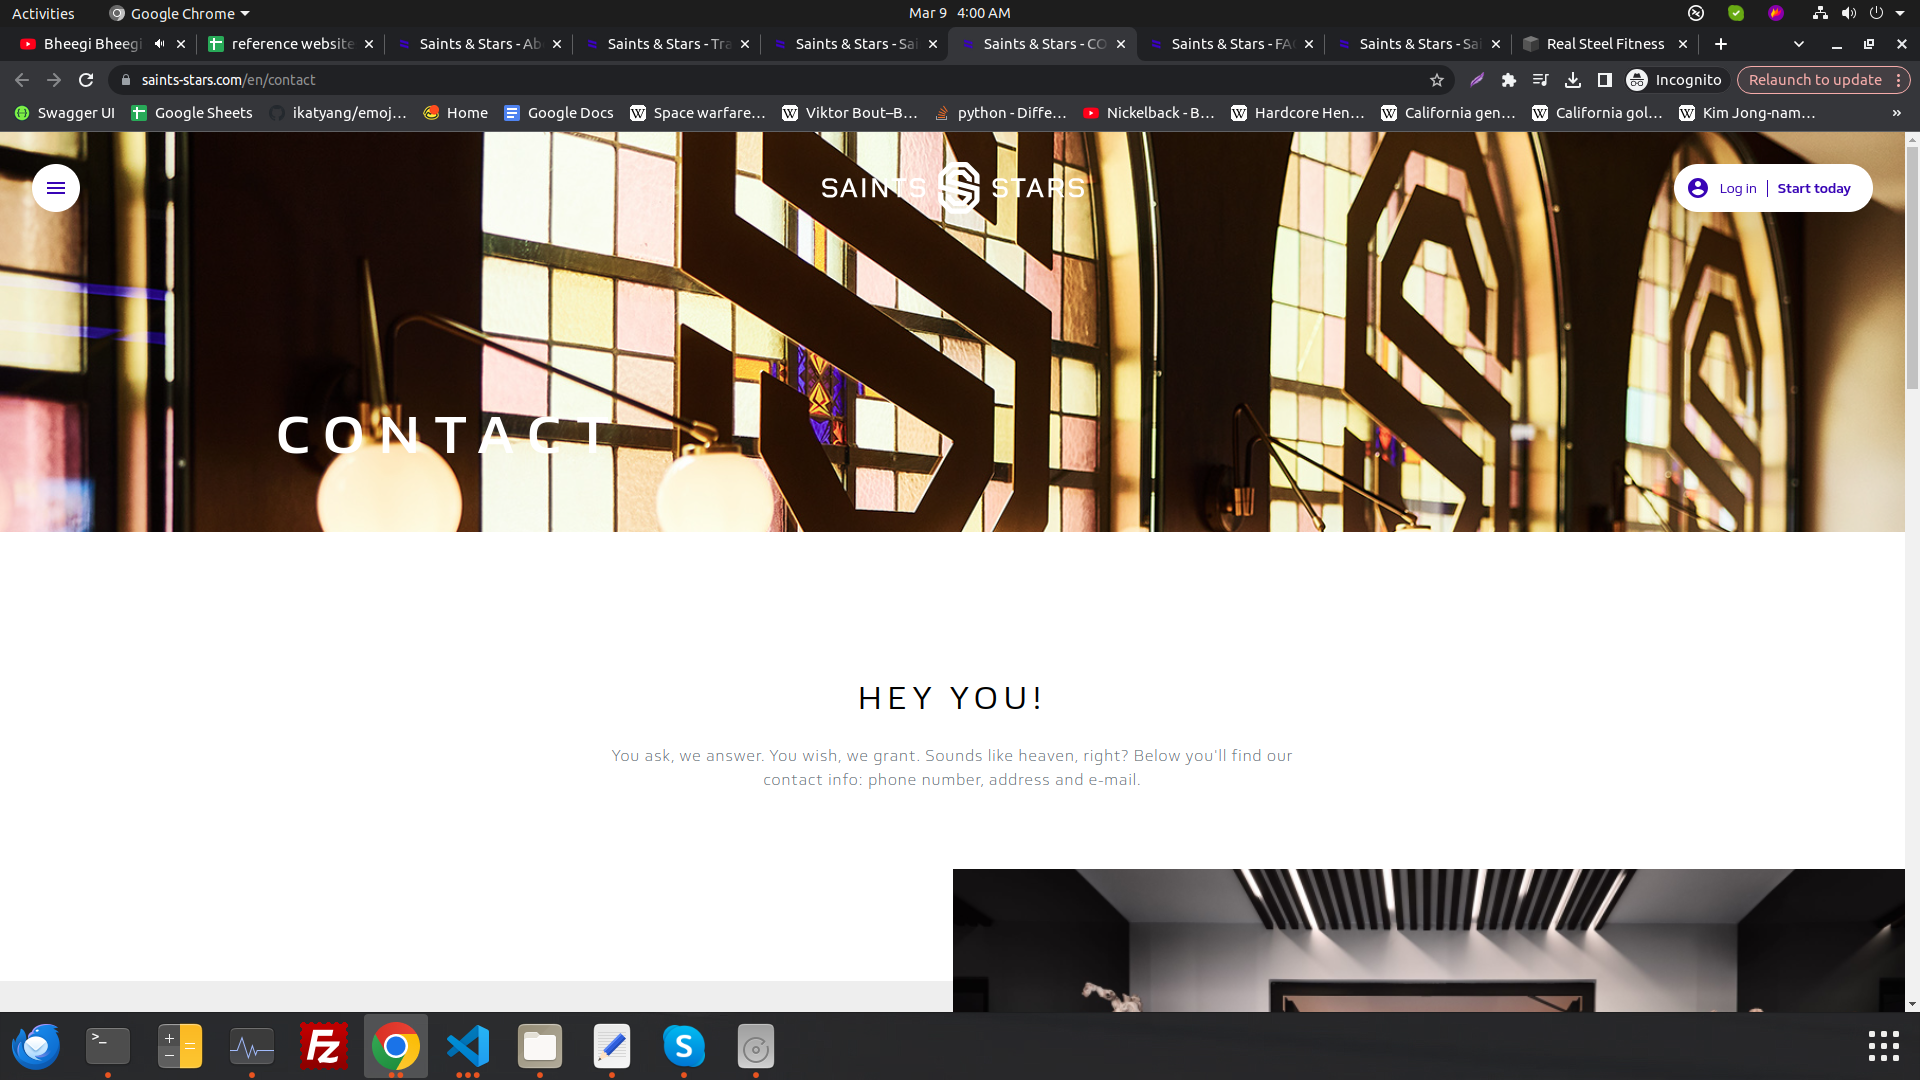 Activities
Google Chrome
Mar 9 4:00 AM
Bheegi Bheegi
reference website
Saints & Stars - Ab
Saints & Stars - Tra
Saints & Stars - Sai
Saints & Stars - CO
Saints & Stars - FA
Saints & Stars - Sai
Real Steel Fitness
saints-stars.com/en/contact
Incognito
Relaunch to update
Swagger UI
Google Sheets
ikatyang/emoj…
Home
Google Docs
Space warfare…
Viktor Bout–B…
python - Diffe…
Nickelback - B…
Hardcore Hen…
California gen…
California gol…
Kim Jong-nam…
»
SAINTS STARS
Log in | Start today
CONTACT
HEY YOU!
You ask, we answer. You wish, we grant. Sounds like heaven, right? Below you'll find our
contact info: phone number, address and e-mail.